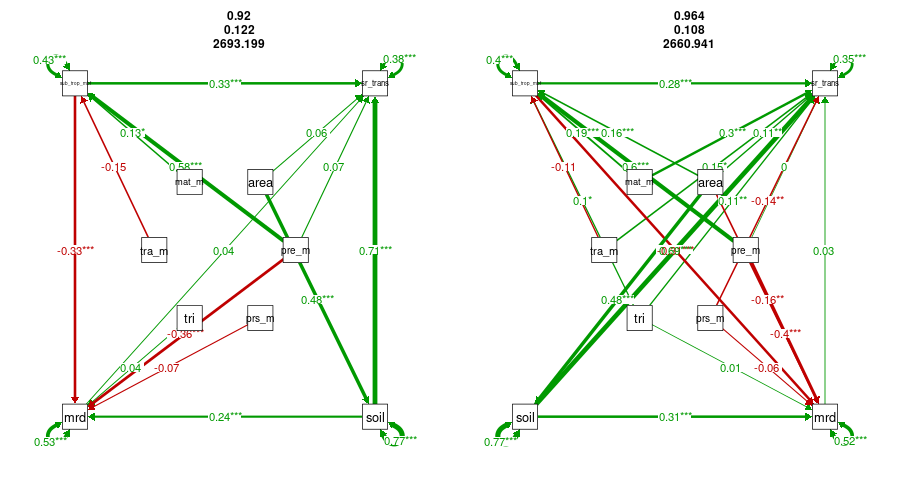 0.92
0.122
2693.199
0.43***
0.38***
sr_trans
0.33***
0.13*
0.06
-0.15
0.58***
0.07
mat_m
area
-0.33***
tra_m
0.04
pre_m
0.71***
0.48***
tri
prs_m
-0.36***
0.04
-0.07
mrd
0.24***
soil
0.53***
0.77***
0.964
0.108
2660.941
0.4***
0.35***
sr_trans
0.28***
0.19***
0.16***
0.3***
0.11**
-0.11
0.6***
0.15*
0
mat_m
area
0.1*
0.11**
-0.14**
tra_m
pre_m
0.03
0.48***
-0.16**
tri
prs_m
-0.4***
0.01
-0.06
soil
0.31***
mrd
0.77***
0.52***